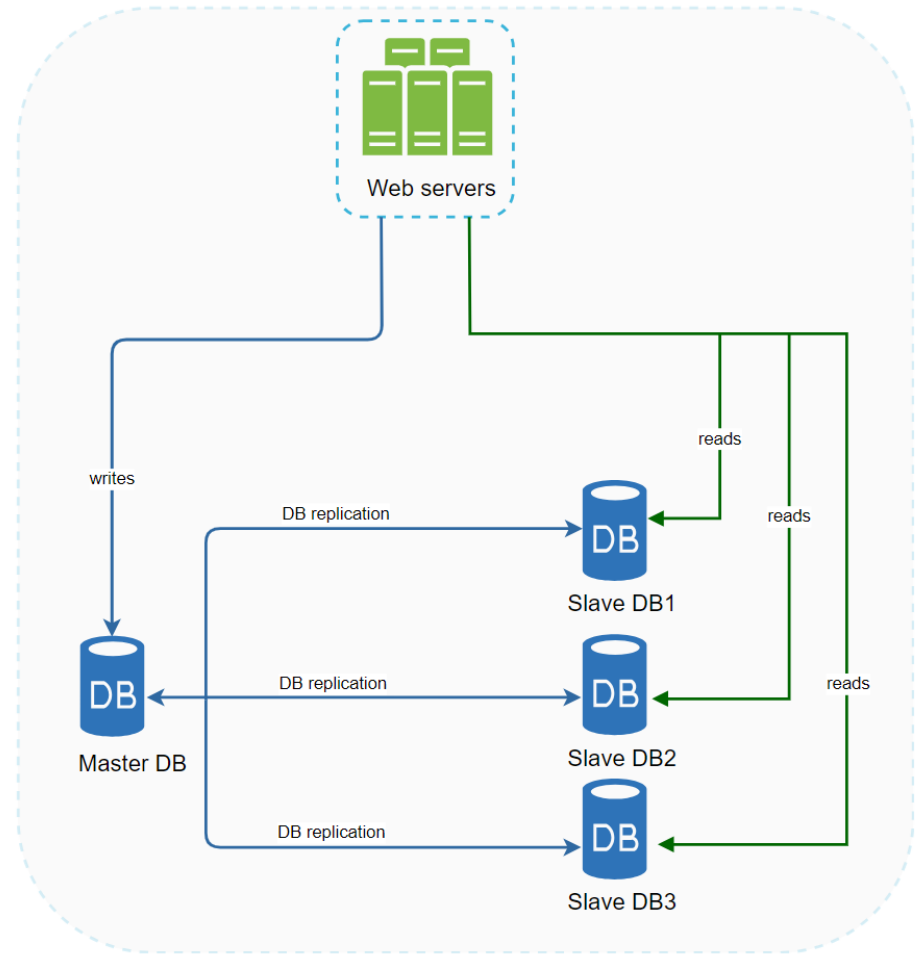 Web servers
reads
writes
DB replication
reads
DB
Slave DB1
DB replication
reads
DB
DB
Slave DB2
Master DB
DB replication
DB
Slave DB3